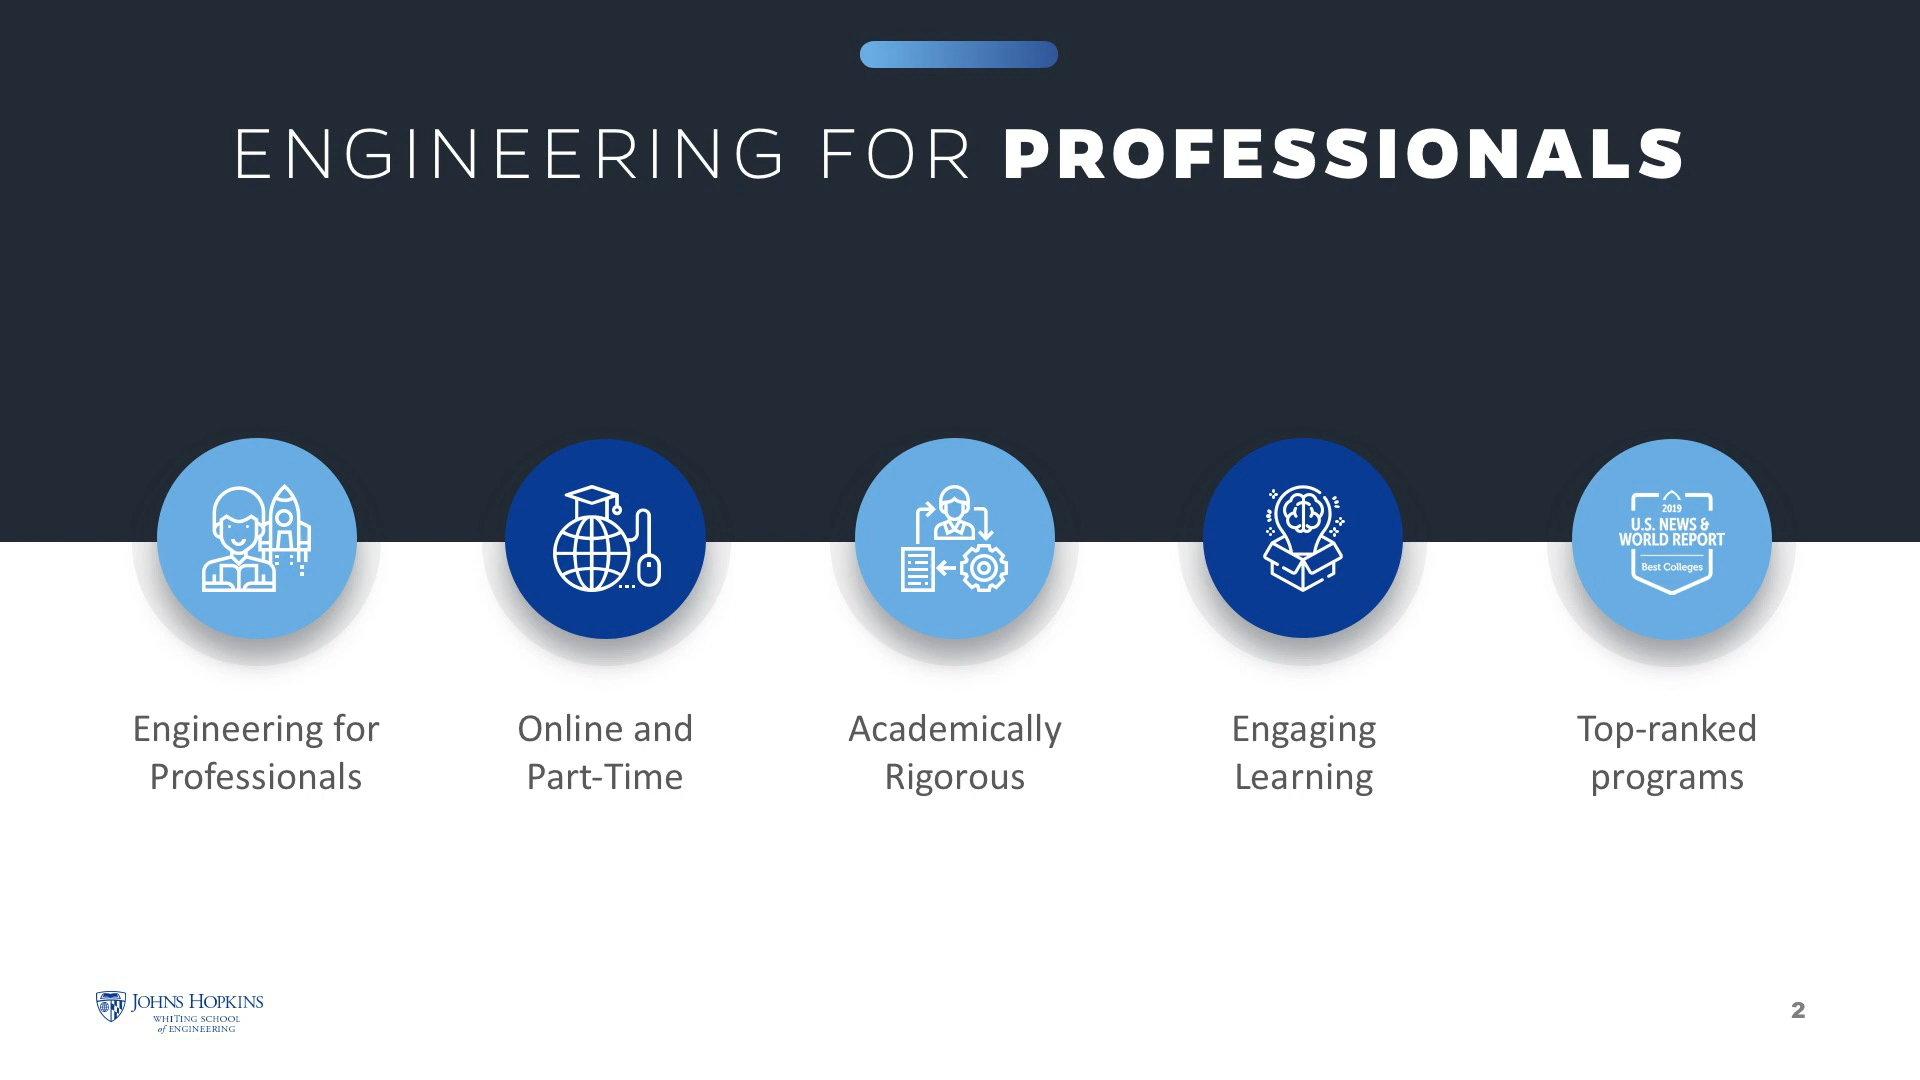 ENGINEERING FOR PROFESSIONALS
2019
U.S. NEWS &
WORLD REPORT
Best Colleges
Engineering for
Professionals
Online and
Part-Time
Academically
Rigorous
Engaging
Learning
Top-ranked
programs
JOHNS HOPKINS
WHITING SCHOOL
of ENGINEERING
2